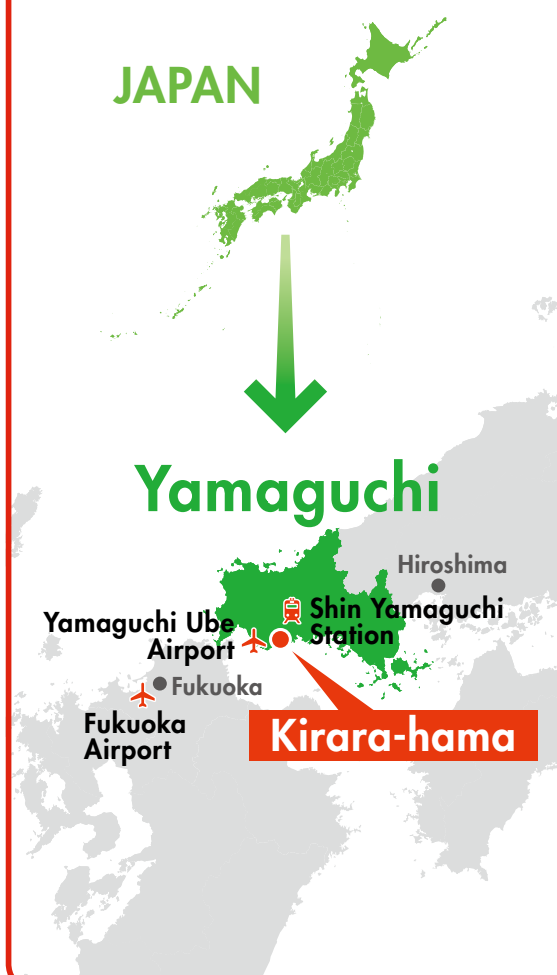 JAPAN
Yamaguchi
Hiroshima
Shin Yamaguchi
Station
Yamaguchi Ube
Airport
Fukuoka
Fukuoka
Airport
Kirara-hama